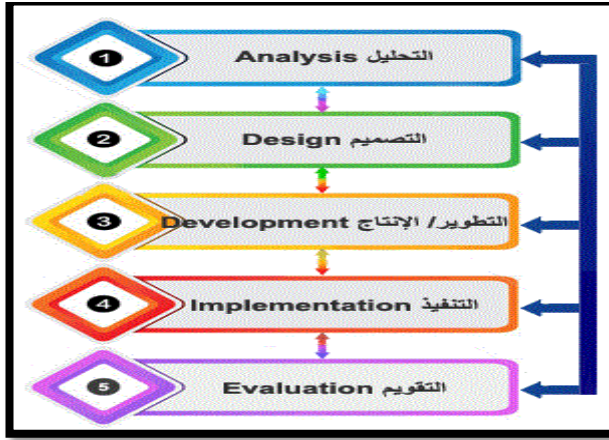 1 التحليل Analysis
2 التصميم Design
3 التطوير/ الإنتاج Development
4 التنفيذ Implementation
5 التقويم Evaluation